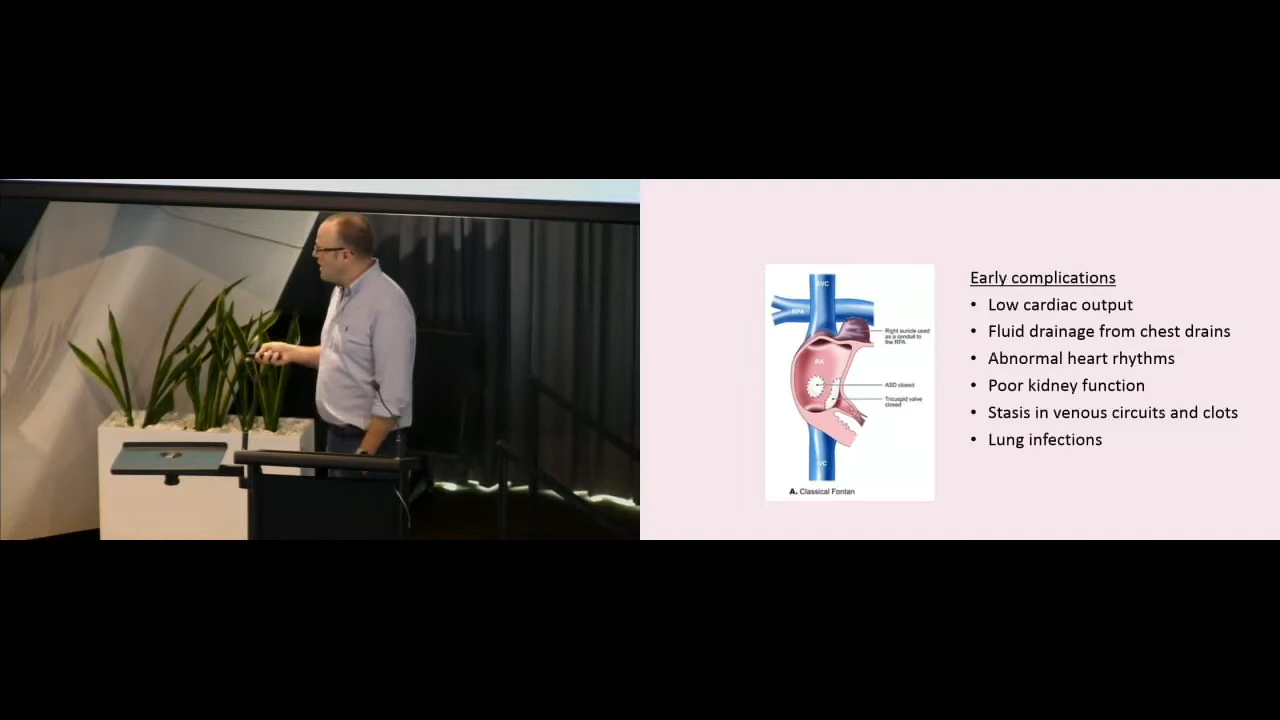 SVC
RPA
Right auricle used
as a conduit to
the RPA
RA
ASD closed
Tricuspid valve
closed
IVC
A. Classical Fontan
Early complications
• Low cardiac output
• Fluid drainage from chest drains
• Abnormal heart rhythms
• Poor kidney function
• Stasis in venous circuits and clots
• Lung infections